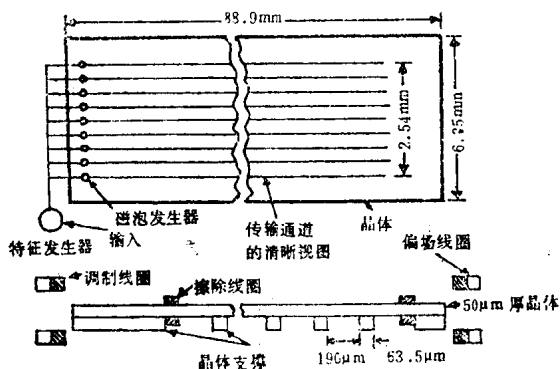 88.9mm
2.54mm
6.35mm
磁泡发生器
输入
特征发生器
传输通道
的清晰视图
晶体
偏场线圈
调制线圈
擦除线圈
50μm 厚晶体
晶体支撑
190μm
63.5μm